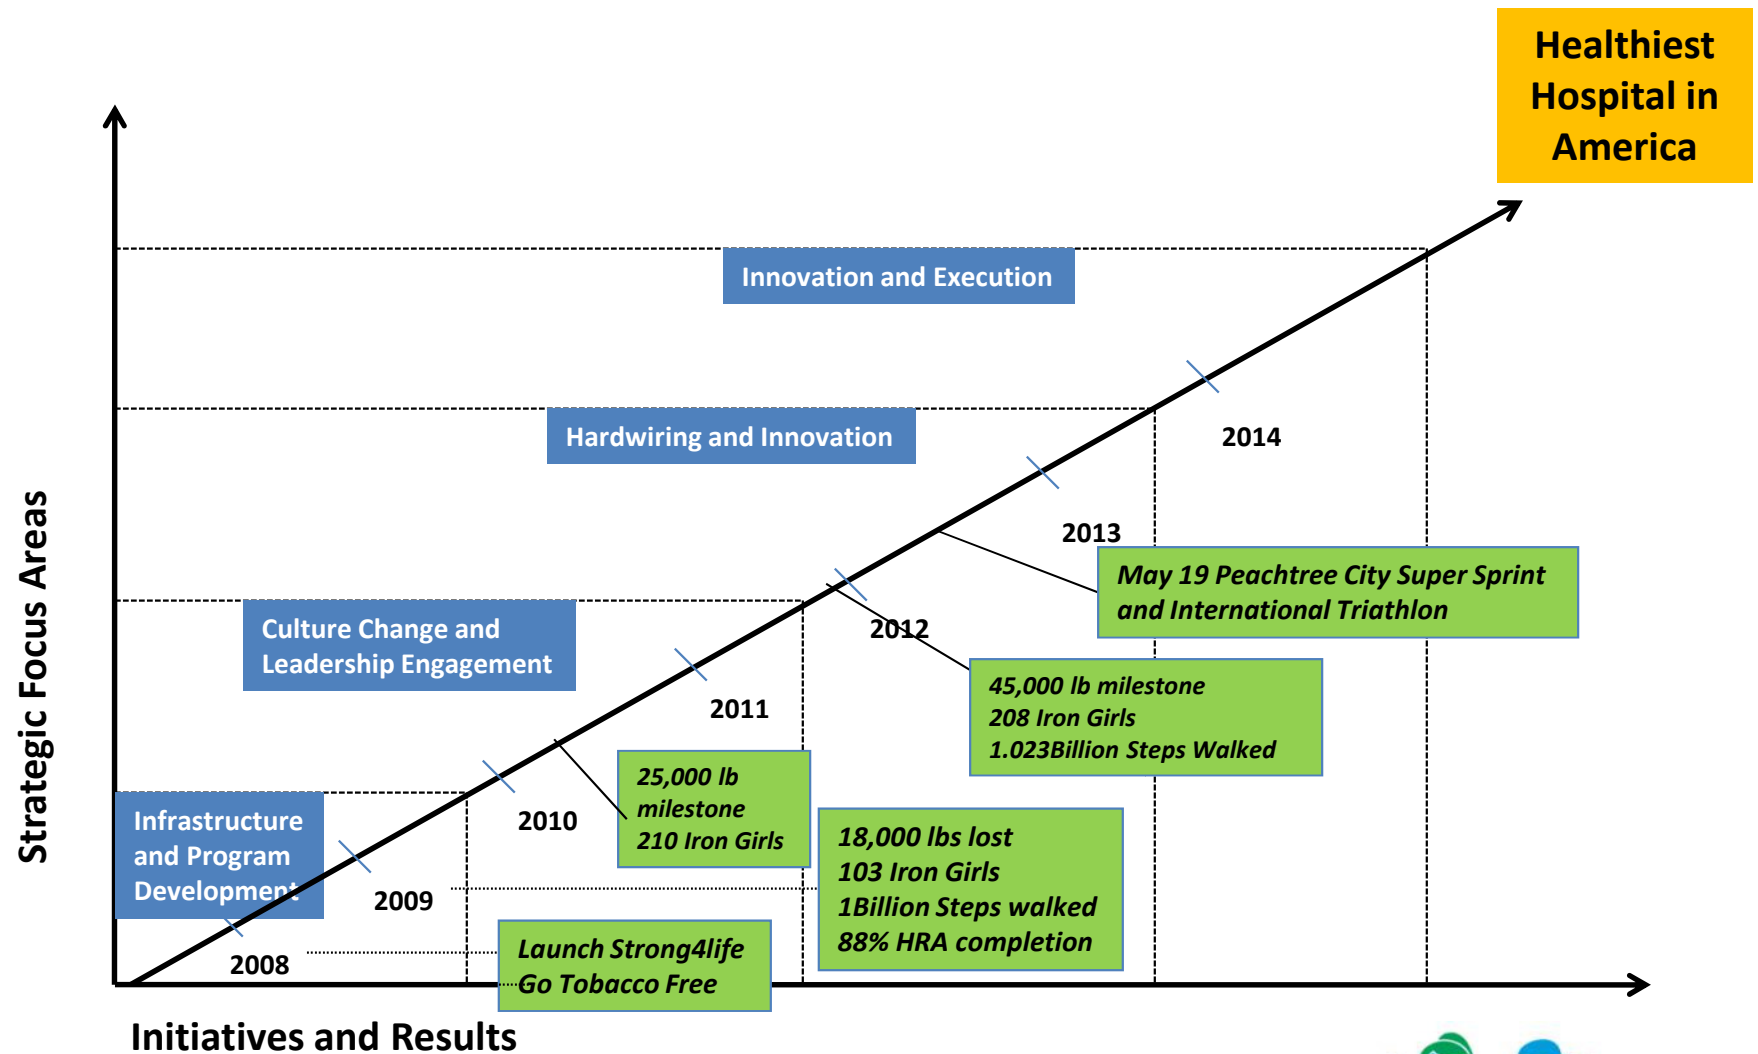 Healthiest
Hospital in
America
Innovation and Execution
Hardwiring and Innovation
2014
2013
May 19 Peachtree City Super Sprint
and International Triathlon
Culture Change and
Leadership Engagement
2012
45,000 lb milestone
208 Iron Girls
1.023Billion Steps Walked
2011
25,000 lb
milestone
210 Iron Girls
Strategic Focus Areas
Infrastructure
and Program
Development
2010
18,000 lbs lost
103 Iron Girls
1Billion Steps walked
88% HRA completion
2009
Launch Strong4life
Go Tobacco Free
2008
Initiatives and Results